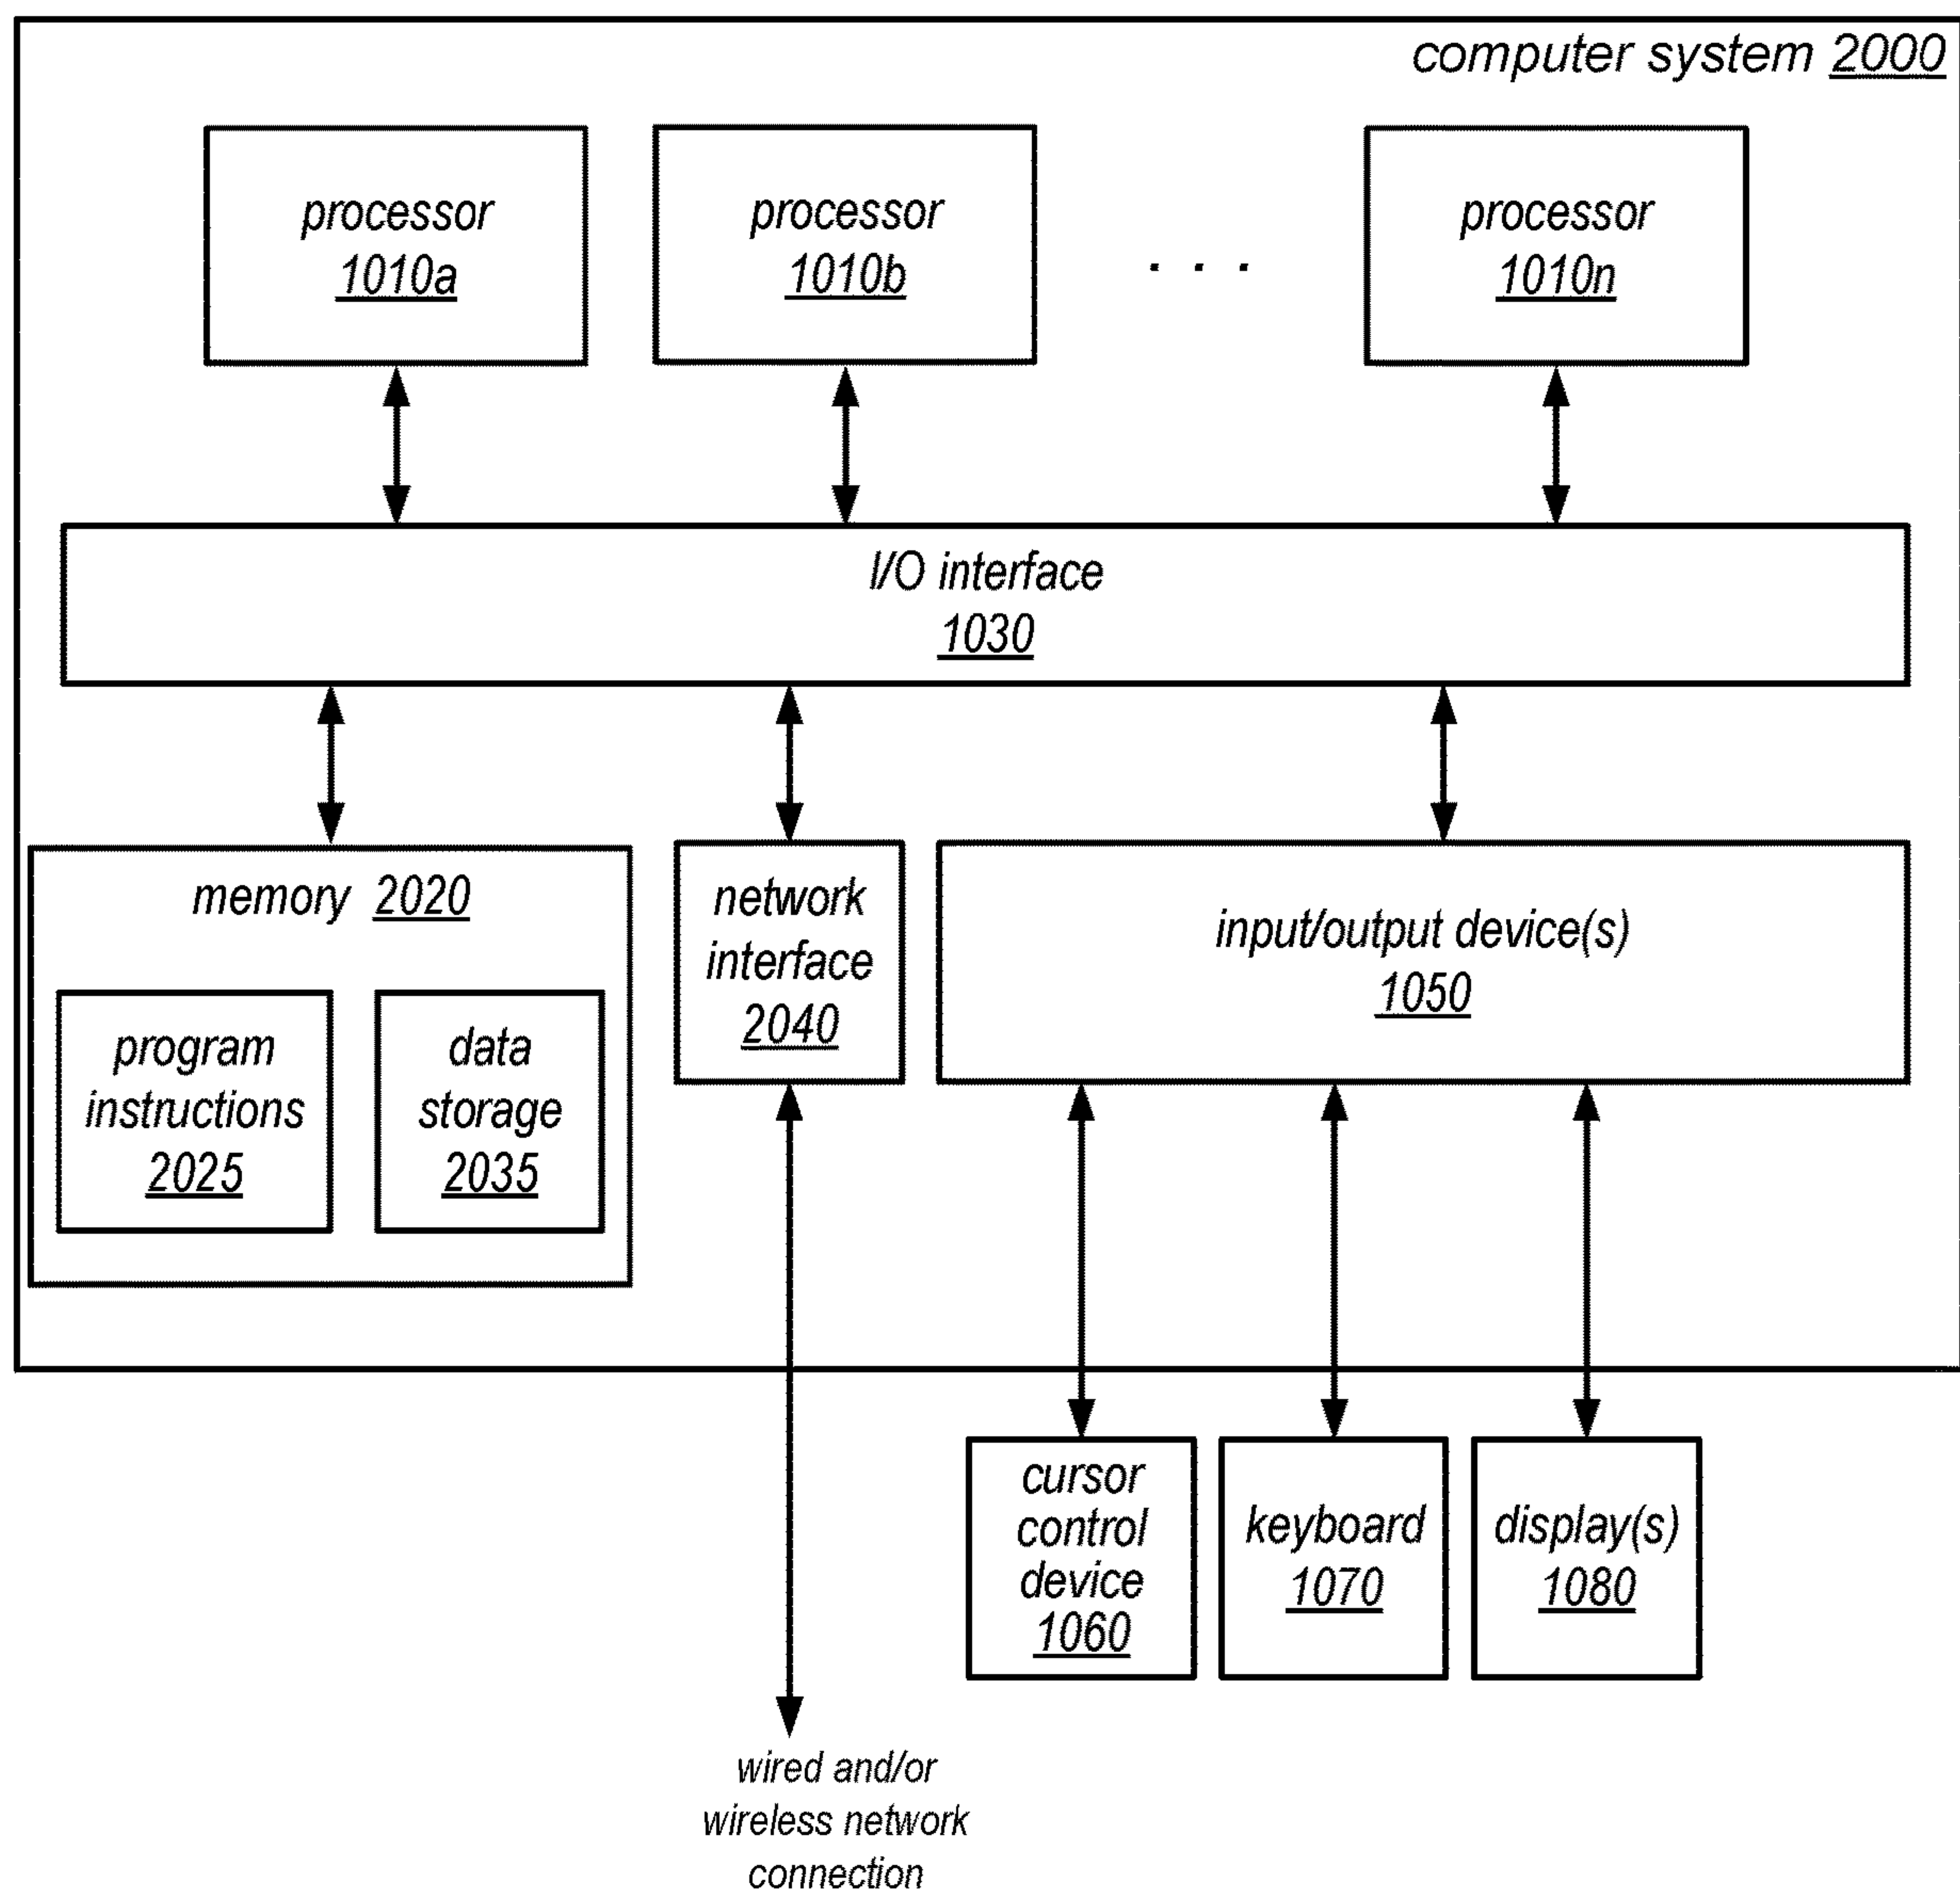 computer system 2000
processor
1010a
processor
1010b
. . .
processor
1010n
I/O interface
1030
memory 2020
program
instructions
2025
data
storage
2035
network
interface
2040
input/output device(s)
1050
cursor
control
device
1060
keyboard
1070
display(s)
1080
wired and/or
wireless network
connection